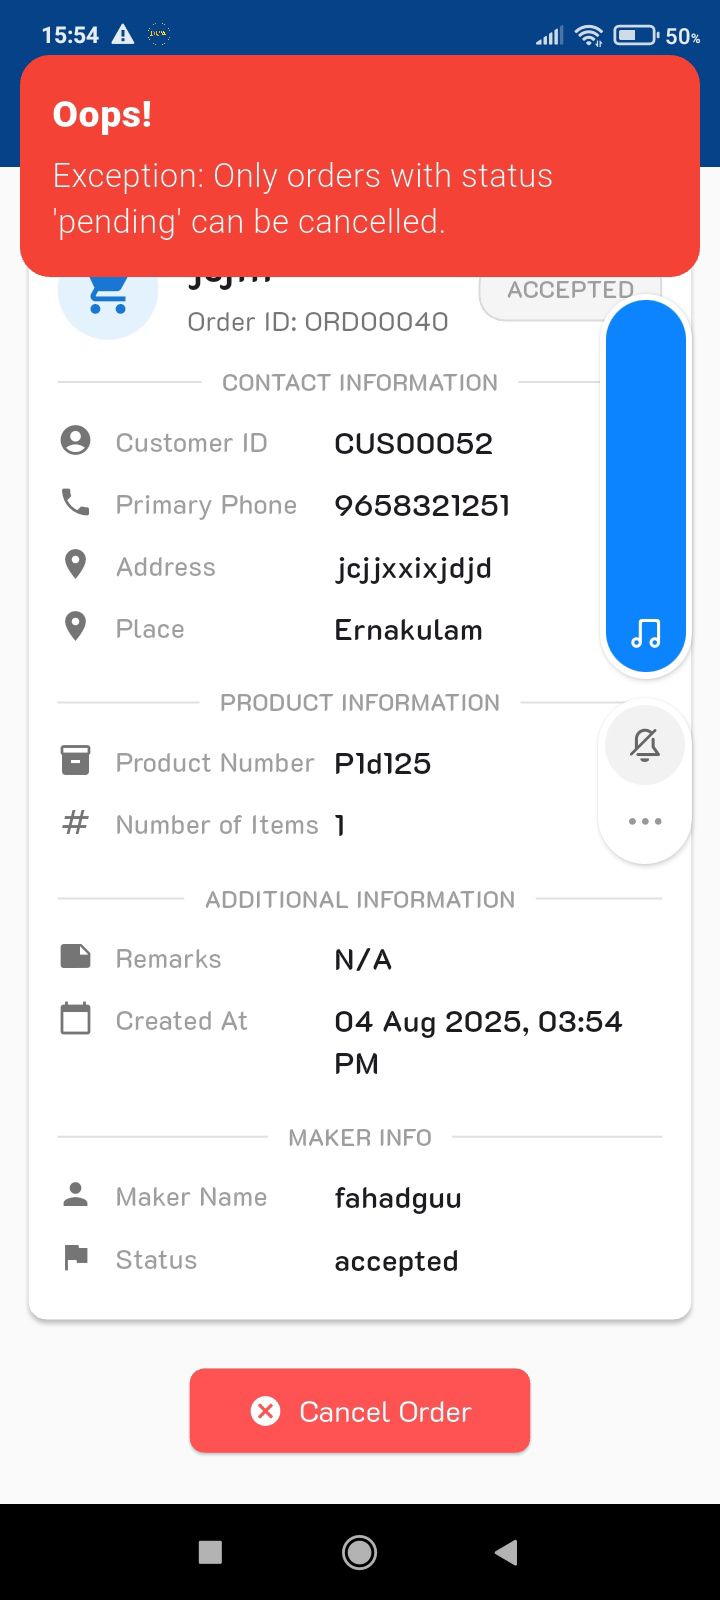 15:54
50%
Oops!
Exception: Only orders with status
'pending' can be cancelled.
ACCEPTED
Order ID: ORD00040
CONTACT INFORMATION
Customer ID CUS00052
Primary Phone 9658321251
Address jcjjxxixjdjd
Place Ernakulam
PRODUCT INFORMATION
Product Number P1d125
Number of Items 1
ADDITIONAL INFORMATION
Remarks N/A
Created At 04 Aug 2025, 03:54
PM
MAKER INFO
Maker Name fahadguu
Status accepted
Cancel Order